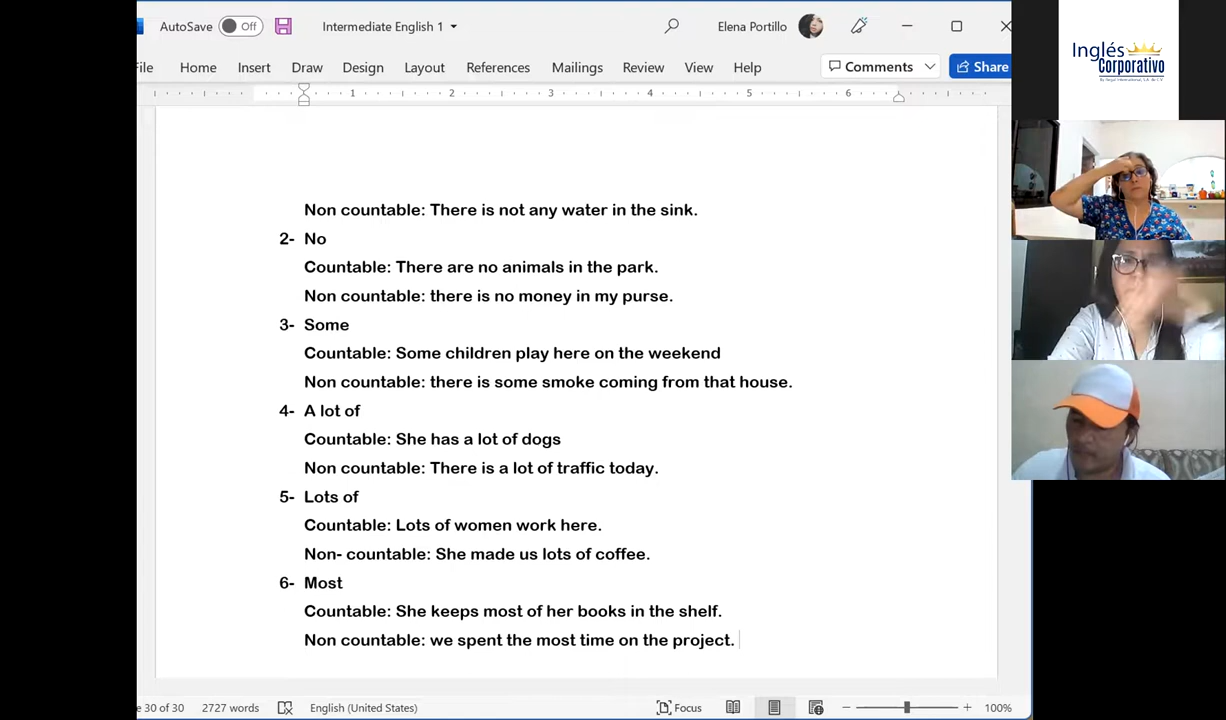 AutoSave Off Intermediate English 1 Elena Portillo
File Home Insert Draw Design Layout References Mailings Review View Help Comments Share
1 2 3 4 5 6
Non countable: There is not any water in the sink.
2- No
Countable: There are no animals in the park.
Non countable: there is no money in my purse.
3- Some
Countable: Some children play here on the weekend
Non countable: there is some smoke coming from that house.
4- A lot of
Countable: She has a lot of dogs
Non countable: There is a lot of traffic today.
5- Lots of
Countable: Lots of women work here.
Non- countable: She made us lots of coffee.
6- Most
Countable: She keeps most of her books in the shelf.
Non countable: we spent the most time on the project.
e 30 of 30 2727 words English (United States) Focus 100%
Inglés
Corporativo